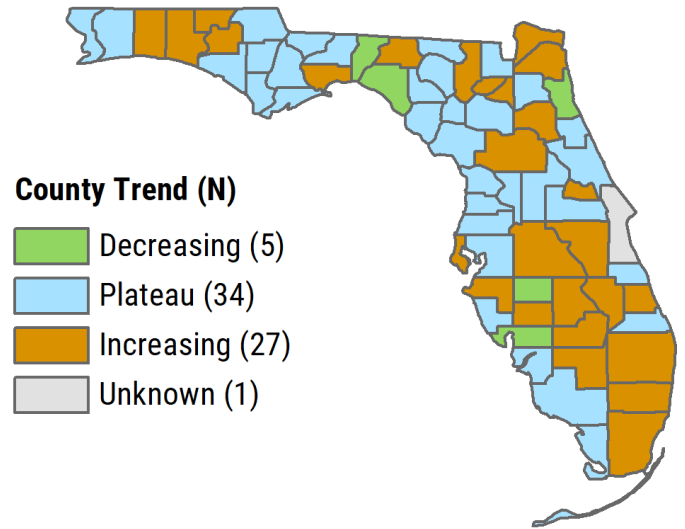 County Trend (N)
Decreasing (5)
Plateau (34)
Increasing (27)
Unknown (1)